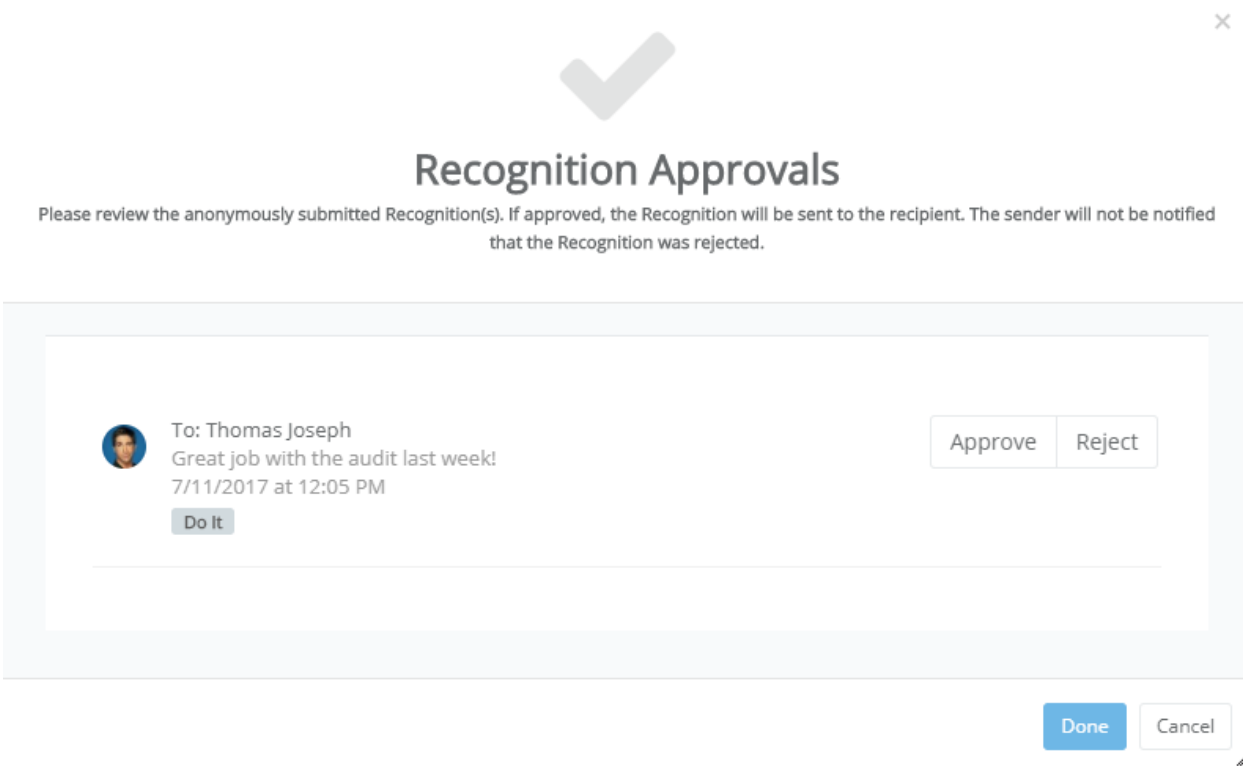 ×
Recognition Approvals
Please review the anonymously submitted Recognition(s). If approved, the Recognition will be sent to the recipient. The sender will not be notified
that the Recognition was rejected.
To: Thomas Joseph
Great job with the audit last week!
7/11/2017 at 12:05 PM
Do It
Approve
Reject
Done
Cancel